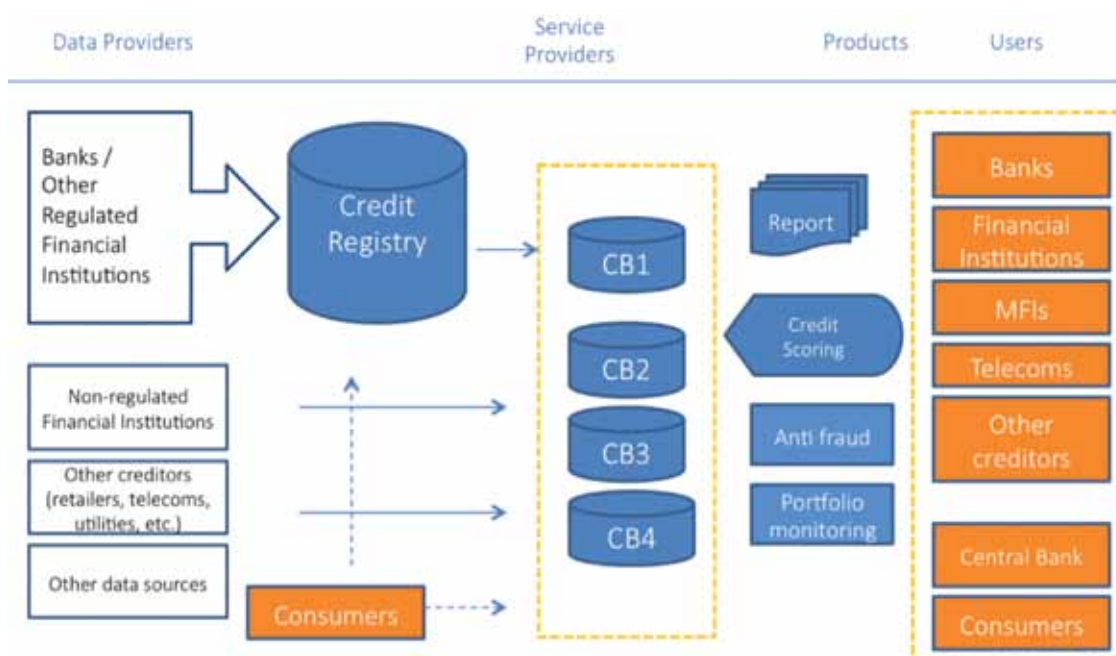 Data Providers
Service
Providers
Products
Users
Banks /
Other
Regulated
Financial
Institutions
Credit
Registry
CB1
CB2
CB3
CB4
Report
Credit
Scoring
Anti fraud
Portfolio
monitoring
Banks
Financial
Institutions
MFIs
Telecoms
Other
creditors
Central Bank
Consumers
Non-regulated
Financial Institutions
Other creditors
(retailers, telecoms,
utilities, etc.)
Other data sources
Consumers